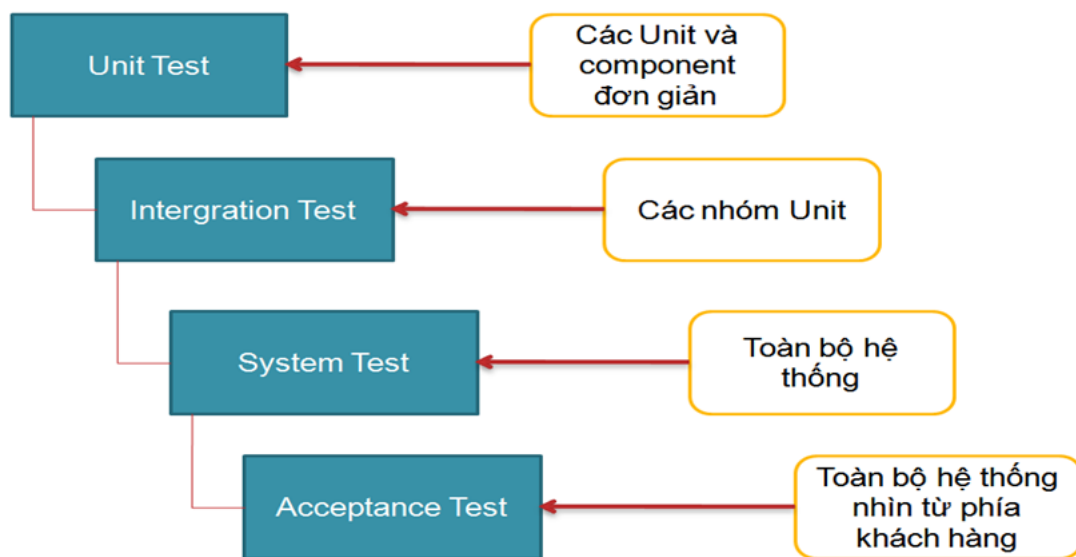 Unit Test
Các Unit và
component
đơn giản
Intergration Test
Các nhóm Unit
System Test
Toàn bộ hệ
thống
Acceptance Test
Toàn bộ hệ thống
nhìn từ phía
khách hàng